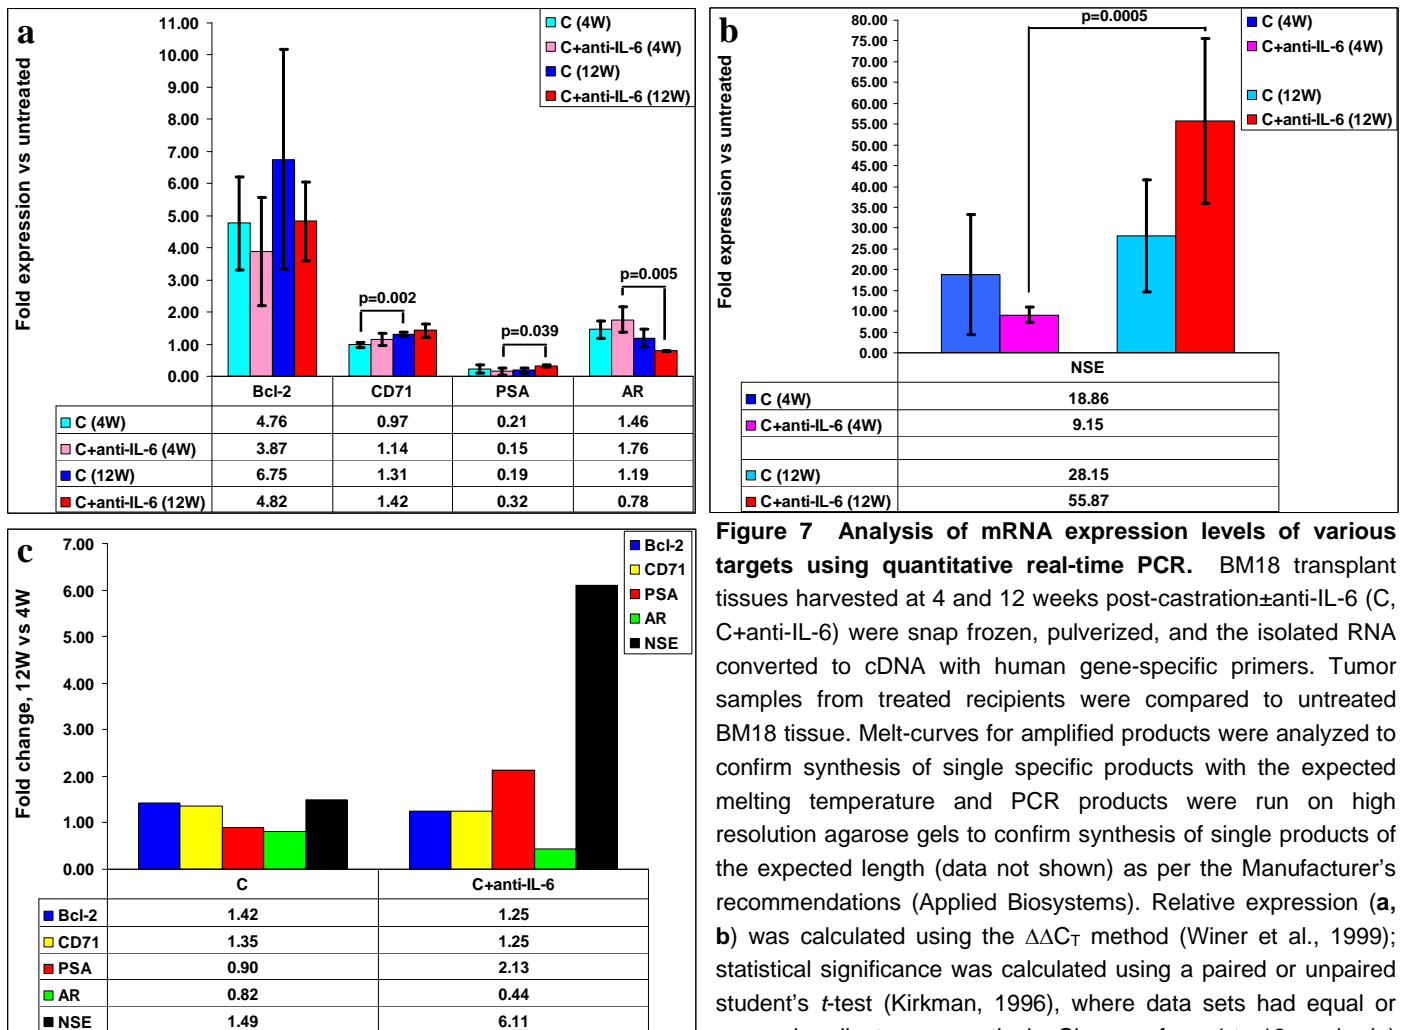 a
Fold expression vs untreated
11.00
10.00
9.00
8.00
7.00
6.00
5.00
4.00
3.00
2.00
1.00
0.00
C (4W)
C+anti-IL-6 (4W)
C (12W)
C+anti-IL-6 (12W)
p=0.002
p=0.039
p=0.005
Bcl-2 CD71 PSA AR
C (4W) 4.76 0.97 0.21 1.46
C+anti-IL-6 (4W) 3.87 1.14 0.15 1.76
C (12W) 6.75 1.31 0.19 1.19
C+anti-IL-6 (12W) 4.82 1.42 0.32 0.78
b
Fold expression vs untreated
80.00
75.00
70.00
65.00
60.00
55.00
50.00
45.00
40.00
35.00
30.00
25.00
20.00
15.00
10.00
5.00
0.00
p=0.0005
C (4W)
C+anti-IL-6 (4W)
C (12W)
C+anti-IL-6 (12W)
NSE
C (4W) 18.86
C+anti-IL-6 (4W) 9.15
C (12W) 28.15
C+anti-IL-6 (12W) 55.87
c
Fold change, 12W vs 4W
7.00
6.00
5.00
4.00
3.00
2.00
1.00
0.00
Bcl-2
CD71
PSA
AR
NSE
C C+anti-IL-6
Bcl-2 1.42 1.25
CD71 1.35 1.25
PSA 0.90 2.13
AR 0.82 0.44
NSE 1.49 6.11
Figure 7 Analysis of mRNA expression levels of various
targets using quantitative real-time PCR. BM18 transplant
tissues harvested at 4 and 12 weeks post-castration±anti-IL-6 (C,
C+anti-IL-6) were snap frozen, pulverized, and the isolated RNA
converted to cDNA with human gene-specific primers. Tumor
samples from treated recipients were compared to untreated
BM18 tissue. Melt-curves for amplified products were analyzed to
confirm synthesis of single specific products with the expected
melting temperature and PCR products were run on high
resolution agarose gels to confirm synthesis of single products of
the expected length (data not shown) as per the Manufacturer's
recommendations (Applied Biosystems). Relative expression (a,
b) was calculated using the ΔΔCT method (Winer et al., 1999);
statistical significance was calculated using a paired or unpaired
student's t-test (Kirkman, 1996), where data sets had equal or